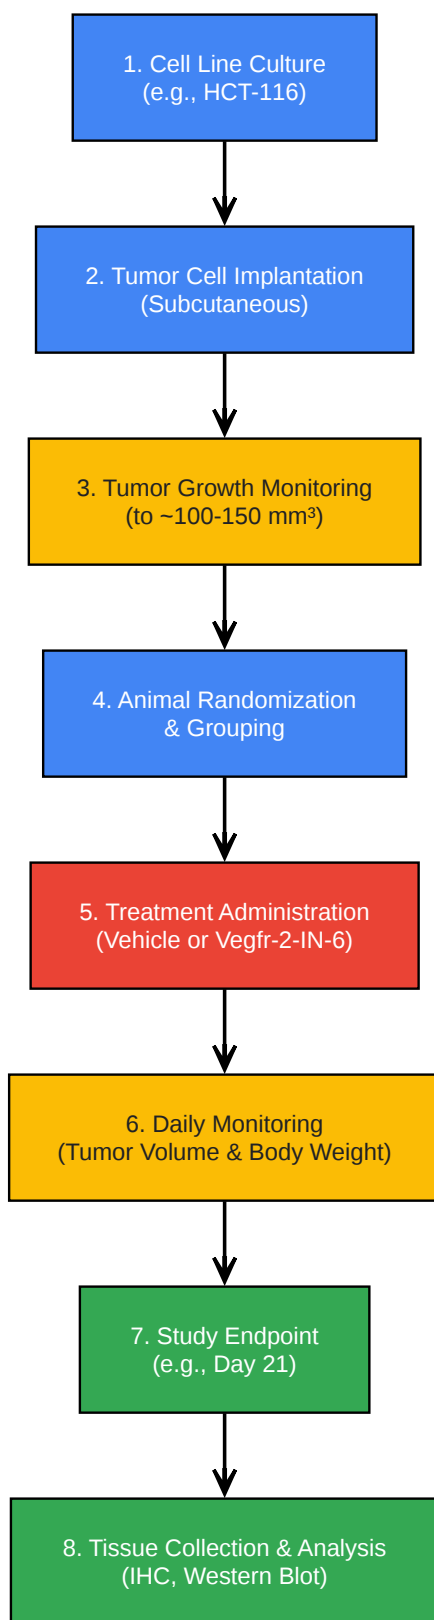 1. Cell Line Culture
(e.g., HCT-116)
2. Tumor Cell Implantation
(Subcutaneous)
3. Tumor Growth Monitoring
(to ~100-150 mm³)
4. Animal Randomization
& Grouping
5. Treatment Administration
(Vehicle or Vegfr-2-IN-6)
6. Daily Monitoring
(Tumor Volume & Body Weight)
7. Study Endpoint
(e.g., Day 21)
8. Tissue Collection & Analysis
(IHC, Western Blot)